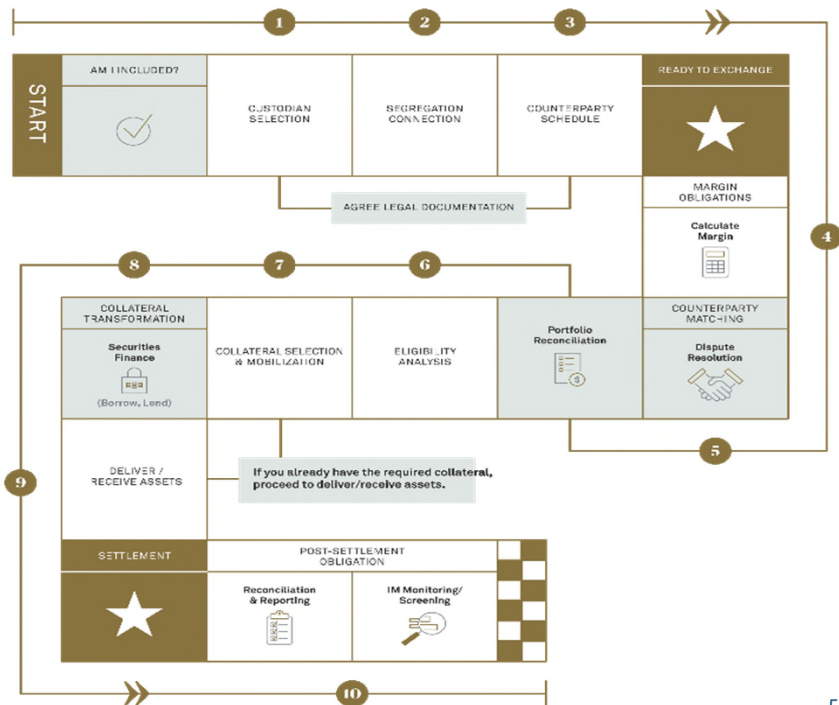 1
2
3
START
AM I INCLUDED?
CUSTODIAN
SELECTION
SEGREGATION
CONNECTION
COUNTERPARTY
SCHEDULE
READY TO EXCHANGE
AGREE LEGAL DOCUMENTATION
MARGIN
OBLIGATIONS
Calculate
Margin
4
8
7
6
COLLATERAL
TRANSFORMATION
Securities
Finance
(Borrow, Lend)
COLLATERAL SELECTION
& MOBILIZATION
ELIGIBILITY
ANALYSIS
Portfolio
Reconciliation
$
COUNTERPARTY
MATCHING
Dispute
Resolution
5
9
DELIVER /
RECEIVE ASSETS
If you already have the required collateral,
proceed to deliver/receive assets.
SETTLEMENT
POST-SETTLEMENT
OBLIGATION
Reconciliation
& Reporting
IM Monitoring/
Screening
10